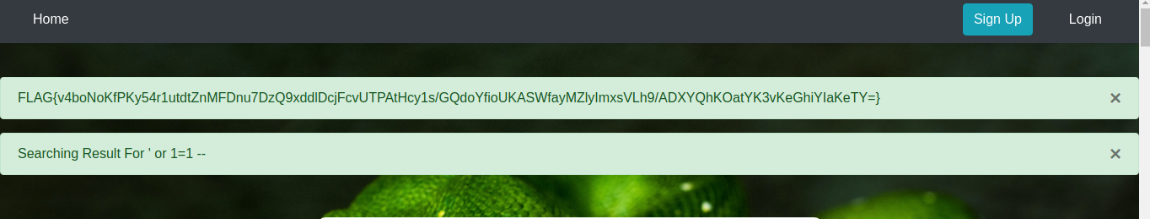 Home
Sign Up
Login
FLAG{v4boNoKfPKy54r1utdtZnMFDnu7DzQ9xddlDcjFcvUTPAtHcy1s/GQdoYfioUKASWfayMZlyImxsVLh9/ADXYQhKOatYK3vKeGhiYIaKeTY=}
×
Searching Result For ' or 1=1 --
×